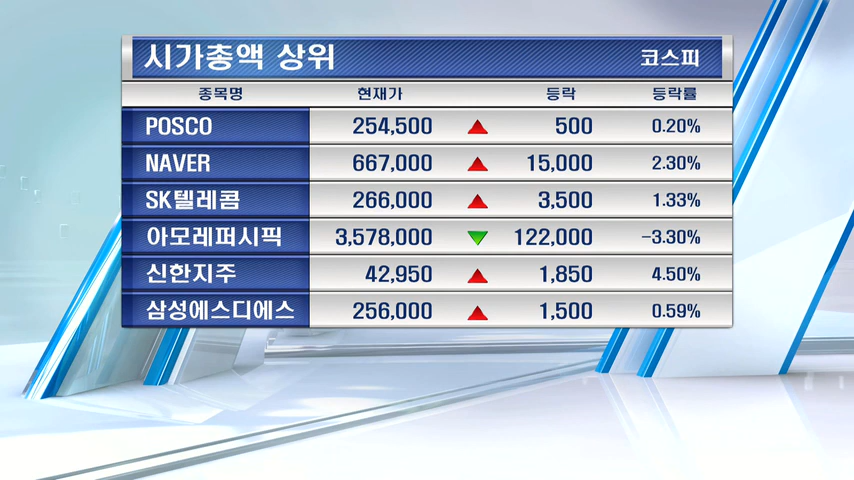 시가총액 상위 코스피
종목명 현재가 등락 등락률
POSCO 254,500 ▲ 500 0.20%
NAVER 667,000 ▲ 15,000 2.30%
SK텔레콤 266,000 ▲ 3,500 1.33%
아모레퍼시픽 3,578,000 ▼ 122,000 -3.30%
신한지주 42,950 ▲ 1,850 4.50%
삼성에스디에스 256,000 ▲ 1,500 0.59%